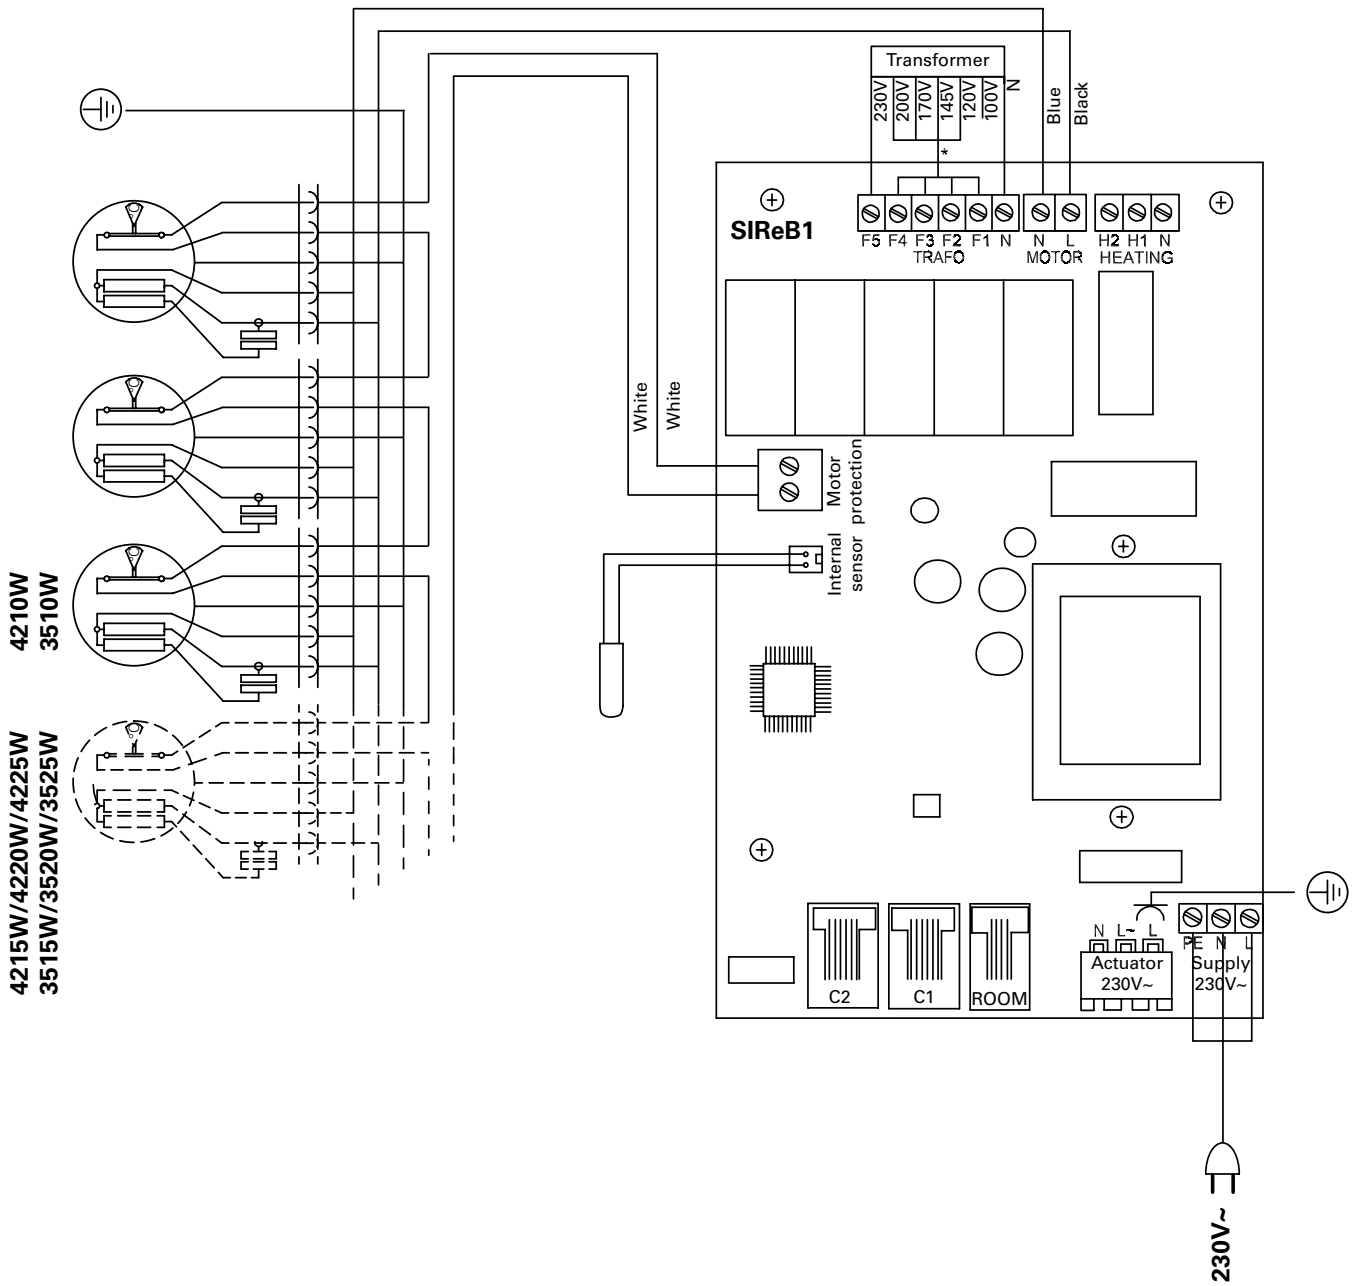 Transformer
230V
200V
170V
145V
120V
100V
N
*
Blue
Black
SIReB1
F5 F4 F3 F2 F1 N
TRAFO
N L
MOTOR
H2 H1 N
HEATING
White
White
Motor
protection
Internal
sensor
4210W
3510W
4215W/4220W/4225W
3515W/3520W/3525W
C2
C1
ROOM
N L~ L
Actuator
230V~
PE N L
Supply
230V~
230V~